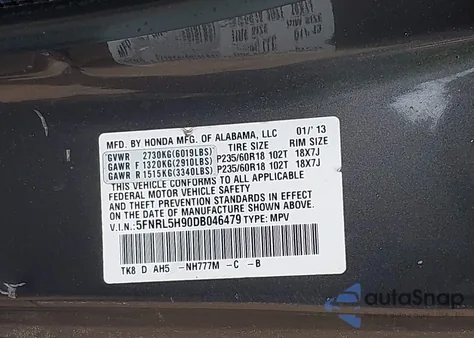 MFD. BY HONDA MFG. OF ALABAMA, LLC 01/'13
TIRE SIZE RIM SIZE
GVWR 2730KG(6019LBS)
GAWR F 1320KG(2910LBS) P235/60R18 102T 18X7J
GAWR R 1515KG(3340LBS) P235/60R18 102T 18X7J
THIS VEHICLE CONFORMS TO ALL APPLICABLE
FEDERAL MOTOR VEHICLE SAFETY
AND THEFT PREVENTION STANDARDS IN EFFECT ON
THE DATE OF MANUFACTURE SHOWN ABOVE.
V.I.N.: 5FNRL5H90DB046479 TYPE: MPV
TK8 D AH5 -NH777M -C -B
autoSnap